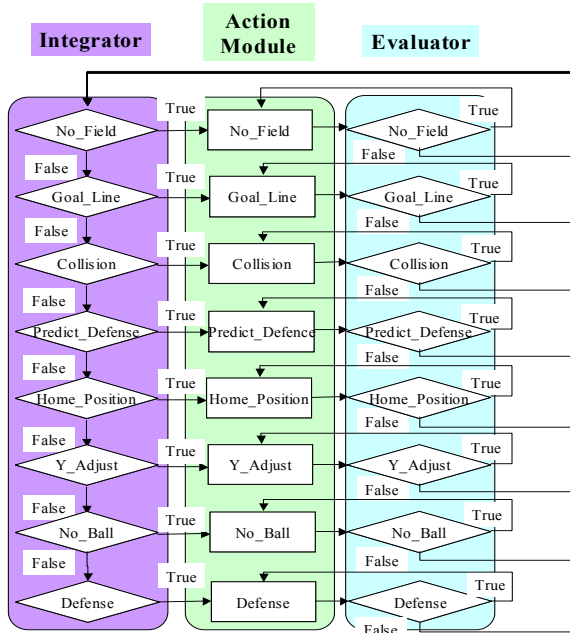 Integrator
Action
Module
Evaluator
True
True
No_Field
No_Field
No_Field
False
True
False
True
Goal_Line
Goal_Line
Goal_Line
False
True
False
True
Collision
Collision
Collision
False
True
False
True
Predict_Defense
Predict_Defence
Predict_Defense
False
True
False
True
Home_Position
Home_Position
Home_Position
False
True
False
True
Y_Adjust
Y_Adjust
Y_Adjust
False
True
False
True
No_Ball
No_Ball
No_Ball
False
True
False
True
Defense
Defense
Defense
False